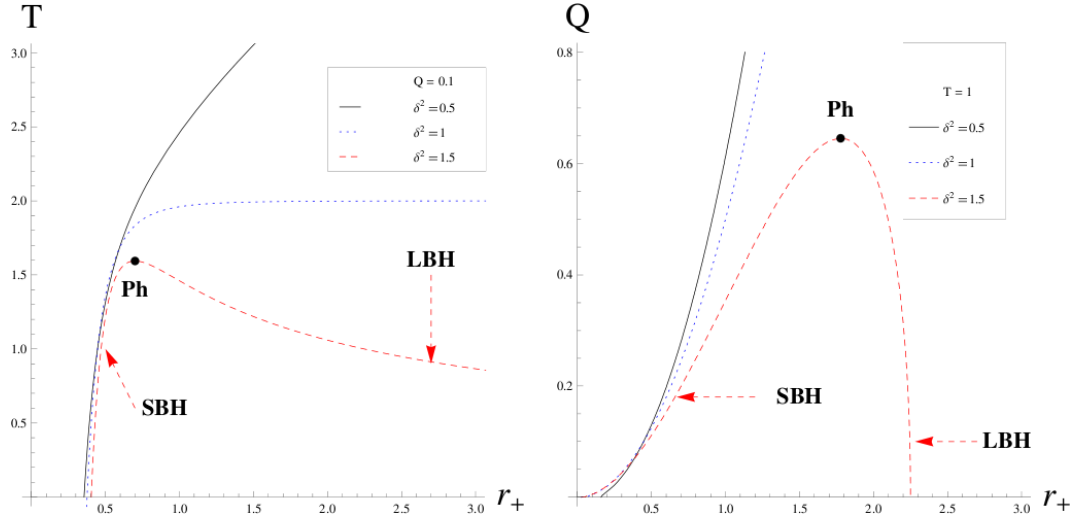 T
3.0
2.5
2.0
1.5
1.0
0.5
Q = 0.1
δ² = 0.5
δ² = 1
δ² = 1.5
LBH
Ph
SBH
0.5 1.0 1.5 2.0 2.5 3.0
r₊
Q
0.8
0.6
0.4
0.2
T = 1
δ² = 0.5
δ² = 1
δ² = 1.5
Ph
SBH
LBH
0.5 1.0 1.5 2.0 2.5 3.0
r₊